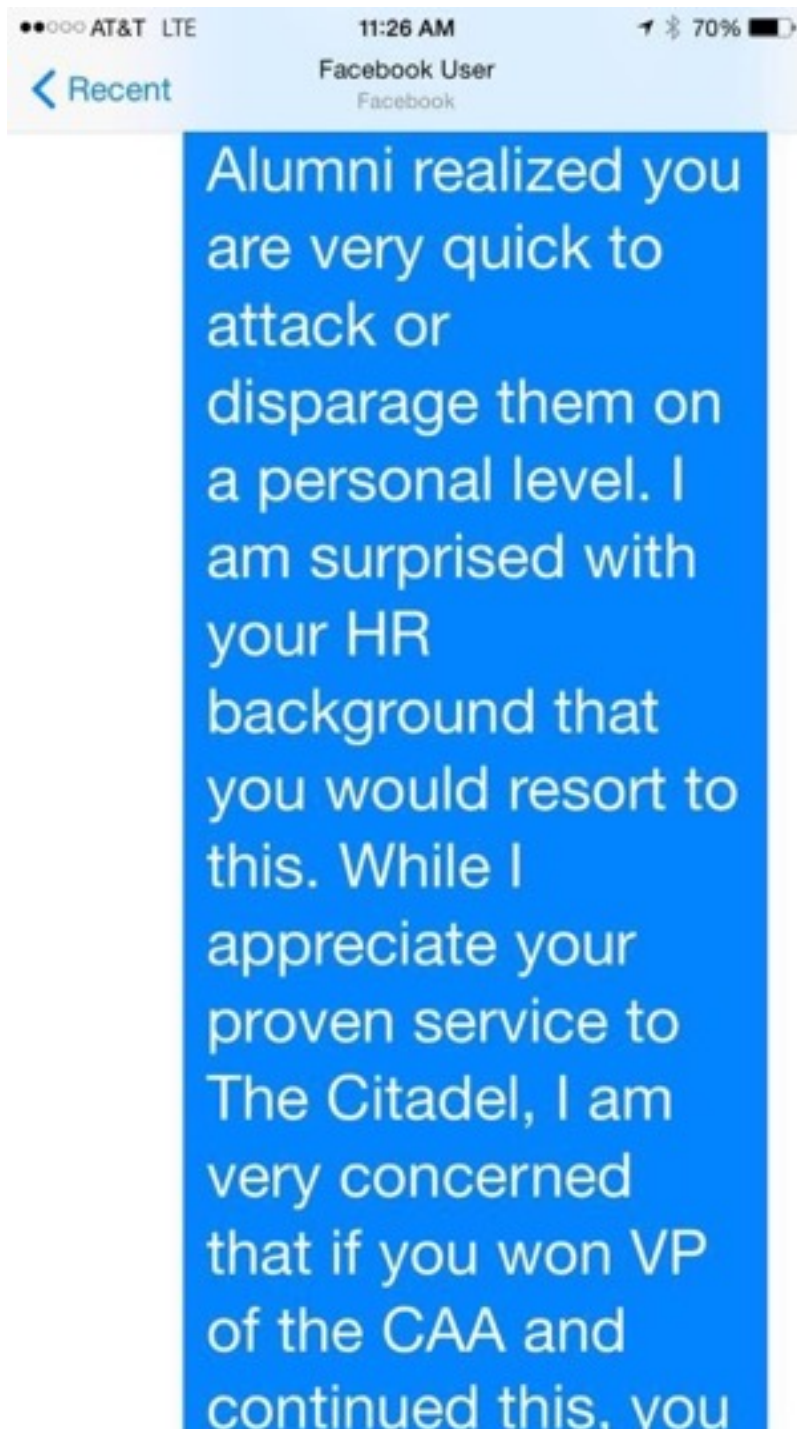 AT&T LTE 11:26 AM 70%
Recent Facebook User
Facebook
Alumni realized you
are very quick to
attack or
disparage them on
a personal level. I
am surprised with
your HR
background that
you would resort to
this. While I
appreciate your
proven service to
The Citadel, I am
very concerned
that if you won VP
of the CAA and
continued this, you